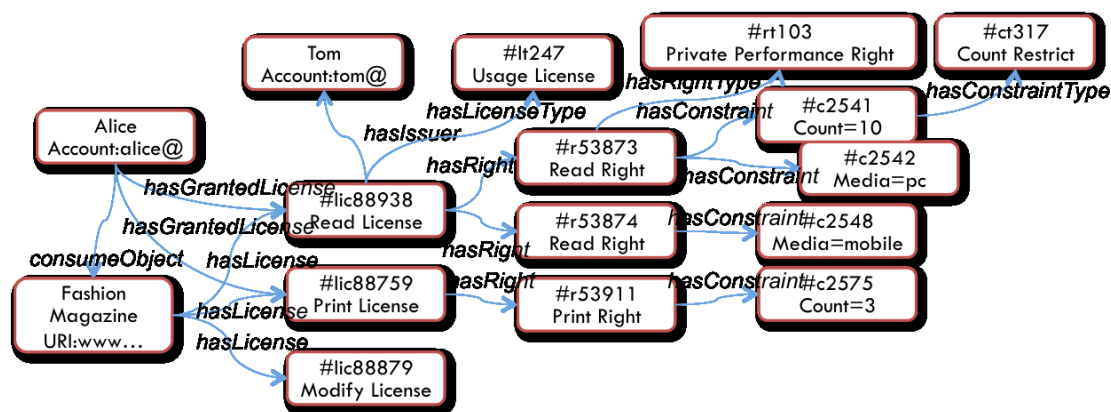 Tom
Account:tom@
#lt247
Usage License
#rt103
Private Performance Right
#ct317
Count Restrict
hasRightType
hasConstraintType
hasLicenseType
hasConstraint
#c2541
Count=10
Alice
Account:alice@
hasIssuer
#r53873
Read Right
hasRight
hasConstraint
#c2542
Media=pc
hasGrantedLicense
#lic88938
Read License
hasGrantedLicense
#r53874
Read Right
hasRight
hasConstraint
#c2548
Media=mobile
consumeObject
hasLicense
#lic88759
Print License
hasRight
#r53911
Print Right
hasConstraint
#c2575
Count=3
Fashion
Magazine
URI:www...
hasLicense
hasLicense
#lic88879
Modify License